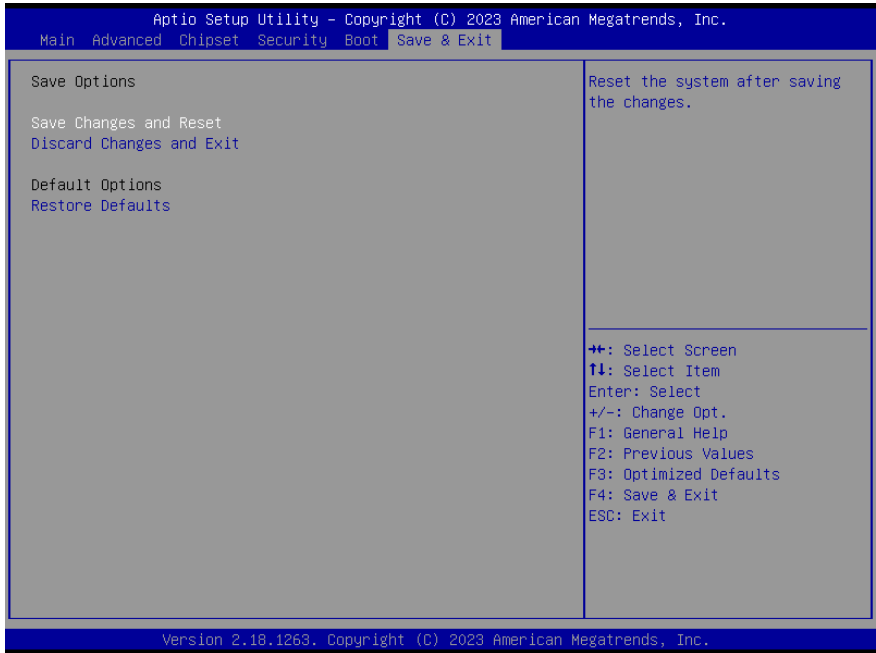 Aptio Setup Utility – Copyright (C) 2023 American Megatrends, Inc.
Main Advanced Chipset Security Boot Save & Exit
Save Options
Save Changes and Reset
Discard Changes and Exit
Default Options
Restore Defaults
Reset the system after saving
the changes.
→←: Select Screen
↑↓: Select Item
Enter: Select
+/-: Change Opt.
F1: General Help
F2: Previous Values
F3: Optimized Defaults
F4: Save & Exit
ESC: Exit
Version 2.18.1263. Copyright (C) 2023 American Megatrends, Inc.